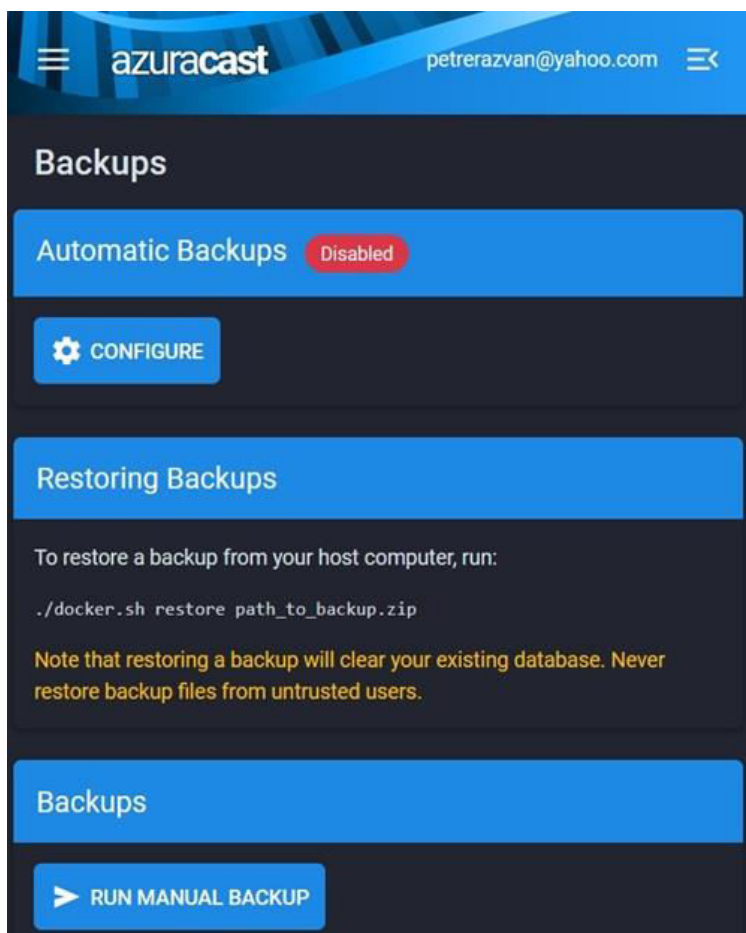 azuracast
petrerazvan@yahoo.com
Backups
Automatic Backups
Disabled
CONFIGURE
Restoring Backups
To restore a backup from your host computer, run:
./docker.sh restore path_to_backup.zip
Note that restoring a backup will clear your existing database. Never
restore backup files from untrusted users.
Backups
RUN MANUAL BACKUP